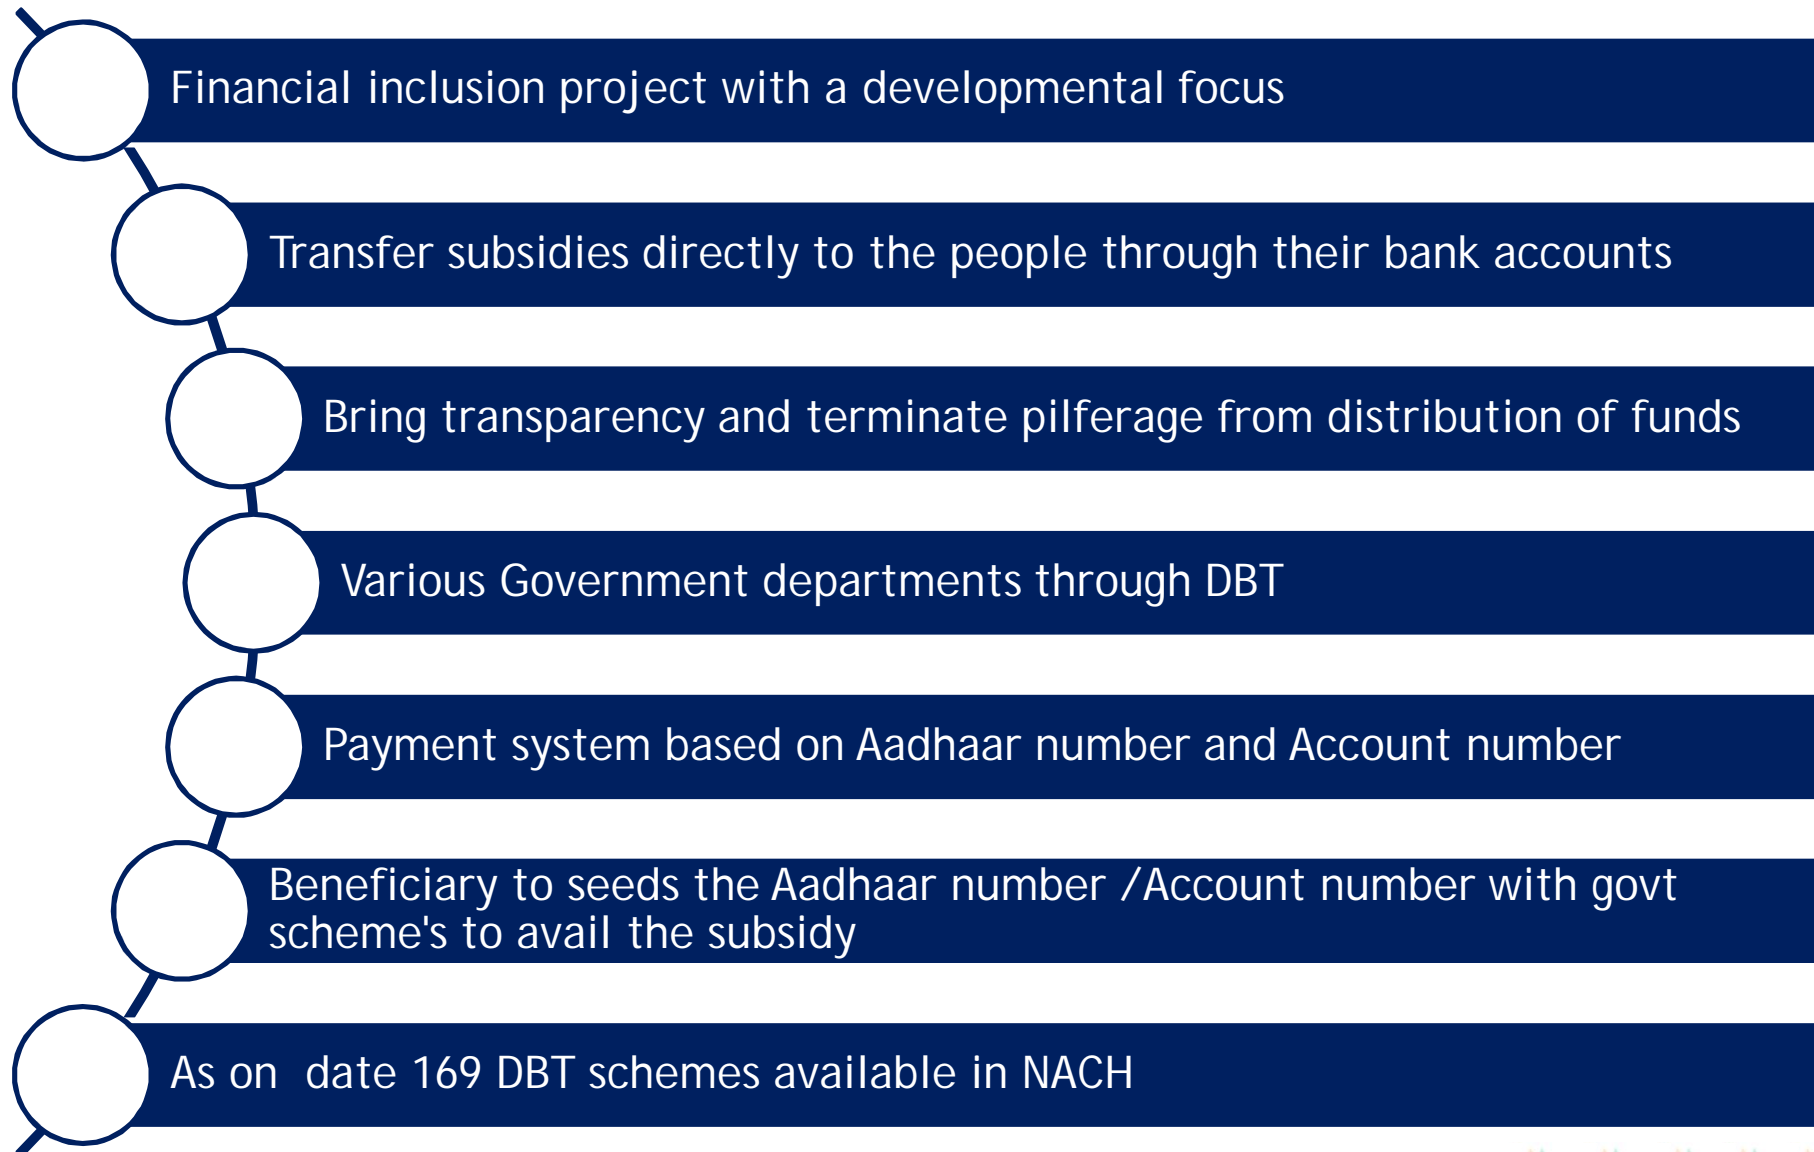 Financial inclusion project with a developmental focus
Transfer subsidies directly to the people through their bank accounts
Bring transparency and terminate pilferage from distribution of funds
Various Government departments through DBT
Payment system based on Aadhaar number and Account number
Beneficiary to seeds the Aadhaar number /Account number with govt
scheme's to avail the subsidy
As on  date 169 DBT schemes available in NACH